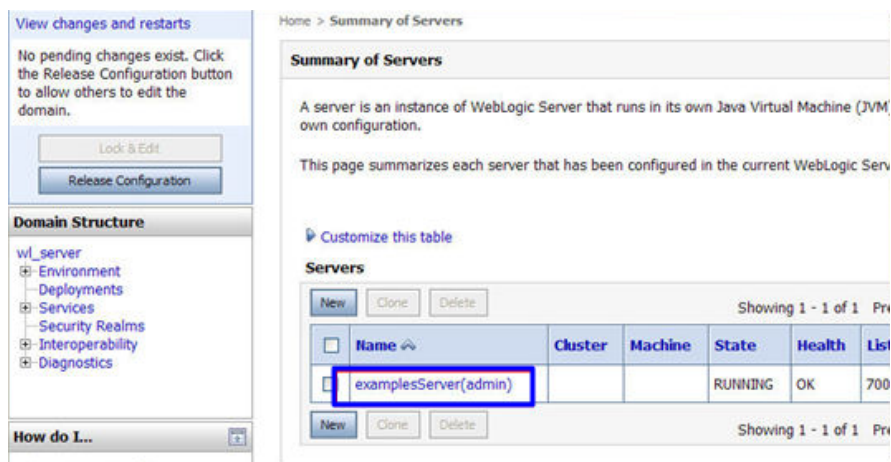 View changes and restarts
No pending changes exist. Click
the Release Configuration button
to allow others to edit the
domain.
Lock & Edit
Release Configuration
Domain Structure
wl_server
Environment
Deployments
Services
Security Realms
Interoperability
Diagnostics
How do I...
Home > Summary of Servers
Summary of Servers
A server is an instance of WebLogic Server that runs in its own Java Virtual Machine (JVM)
own configuration.
This page summarizes each server that has been configured in the current WebLogic Serv
Customize this table
Servers
New Clone Delete Showing 1 - 1 of 1 Pre
Name Cluster Machine State Health List
examplesServer(admin) RUNNING OK 700
New Clone Delete Showing 1 - 1 of 1 Pre